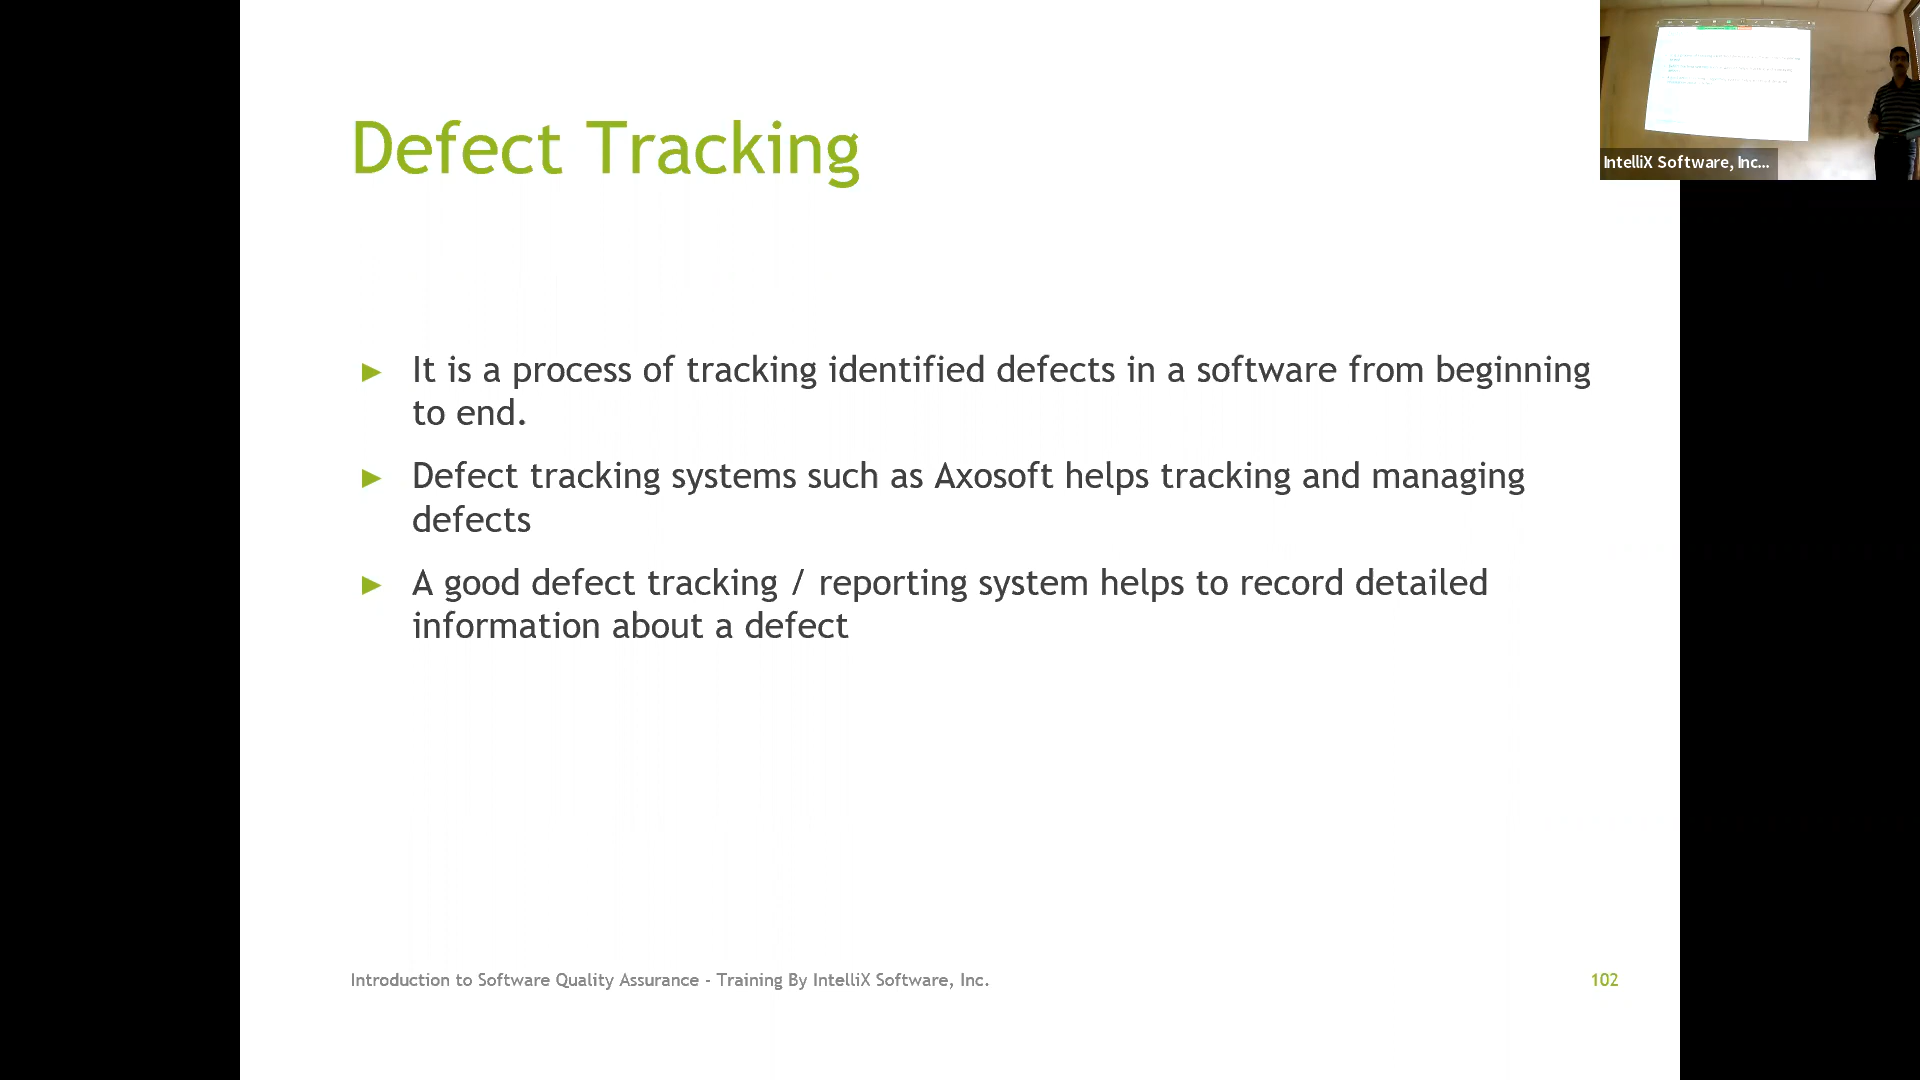 Defect Tracking
IntelliX Software, Inc...
► It is a process of tracking identified defects in a software from beginning
to end.
► Defect tracking systems such as Axosoft helps tracking and managing
defects
► A good defect tracking / reporting system helps to record detailed
information about a defect
Introduction to Software Quality Assurance - Training By IntelliX Software, Inc.
102